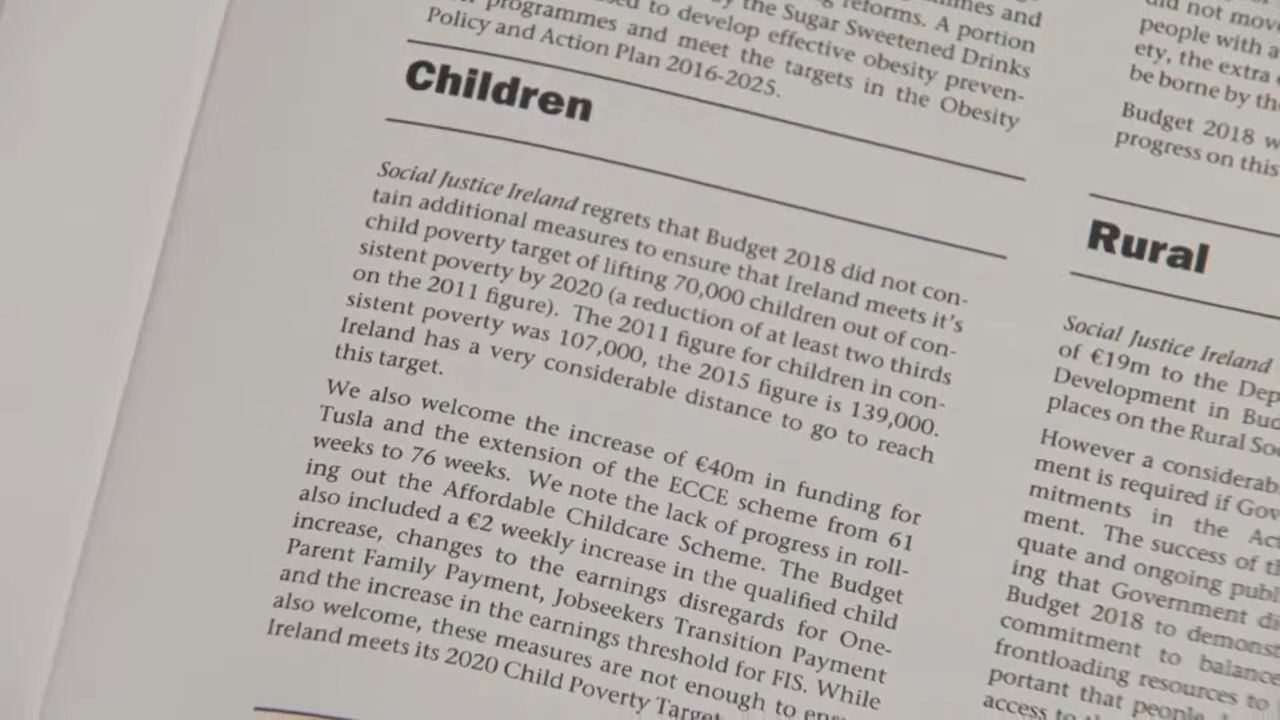 reforms. A portion
the Sugar Sweetened Drinks
to develop effective obesity preven-
programmes and meet the targets in the Obesity
Policy and Action Plan 2016-2025.
Children
Social Justice Ireland regrets that Budget 2018 did not con-
tain additional measures to ensure that Ireland meets it's
child poverty target of lifting 70,000 children out of con-
sistent poverty by 2020 (a reduction of at least two thirds
on the 2011 figure). The 2011 figure for children in con-
sistent poverty was 107,000, the 2015 figure is 139,000.
Ireland has a very considerable distance to go to reach
this target.
We also welcome the increase of €40m in funding for
Tusla and the extension of the ECCE scheme from 61
weeks to 76 weeks. We note the lack of progress in roll-
ing out the Affordable Childcare Scheme. The Budget
also included a €2 weekly increase in the qualified child
increase, changes to the earnings disregards for One-
Parent Family Payment, Jobseekers Transition Payment
and the increase in the earnings threshold for FIS. While
also welcome, these measures are not enough to
Ireland meets its 2020 Child Poverty Target
did not
people with a
ety, the extra
be borne by
Budget 2018
progress on this
Rural
Social Justice Ireland
of €19m to the
Development in
places on the Rural
However a
ment is required if
mitments in the
ment. The success of
quate and ongoing
ing that Government
Budget 2018 to
commitment to
frontloading resources to
portant that people
access to